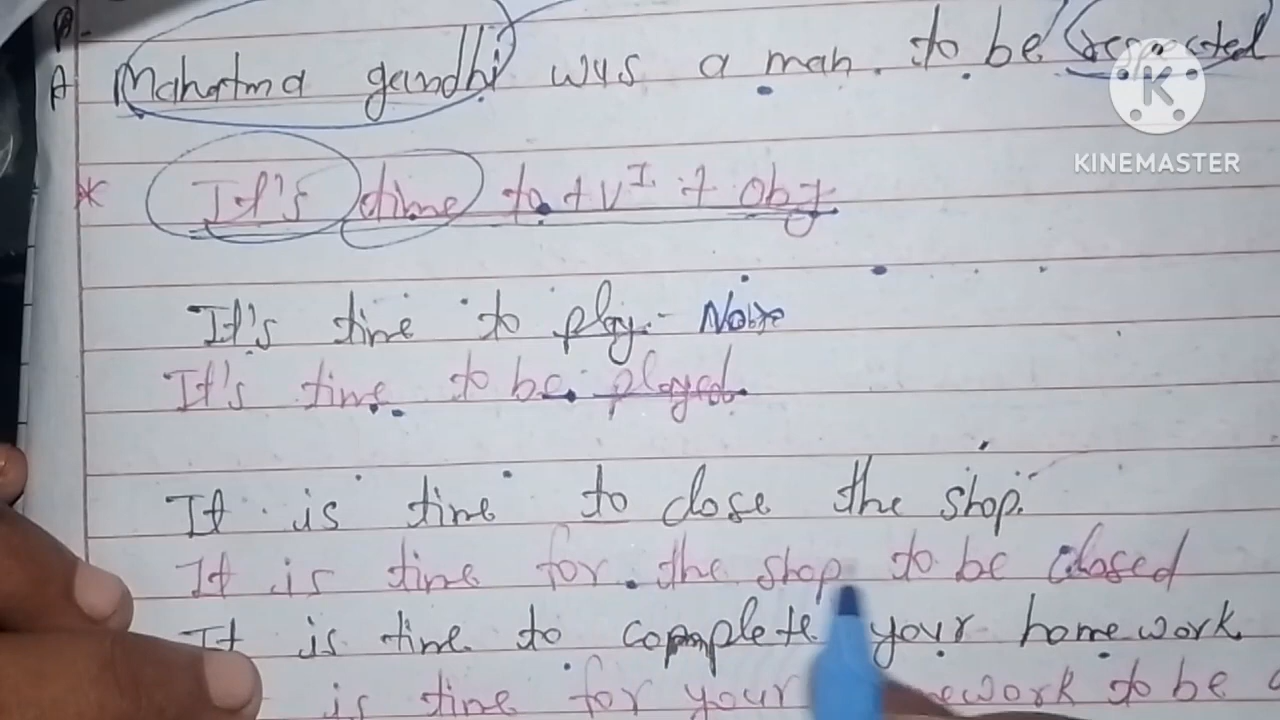 A Mahatma gandhi was a man. to be respected
KINEMASTER
* It's time to + V I + Obj
It's time to play. Now
It's time to be played.
It is time to close the shop.
It is time for the shop to be closed
It is time to complete your homework
is time for your to be